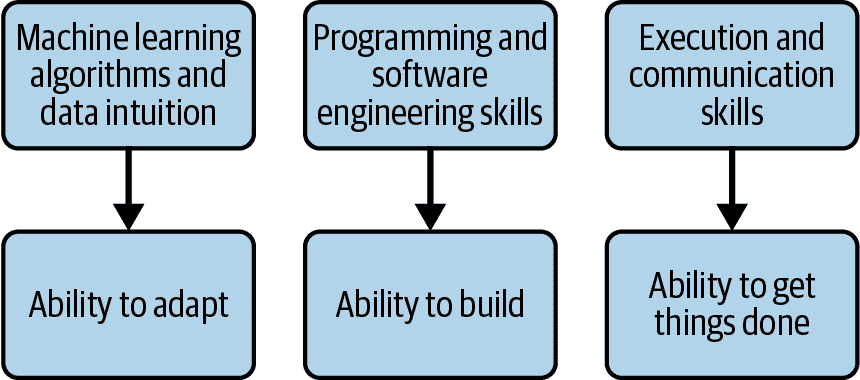 Machine learning
algorithms and
data intuition
Programming and
software
engineering skills
Execution and
communication
skills
Ability to adapt
Ability to build
Ability to get
things done